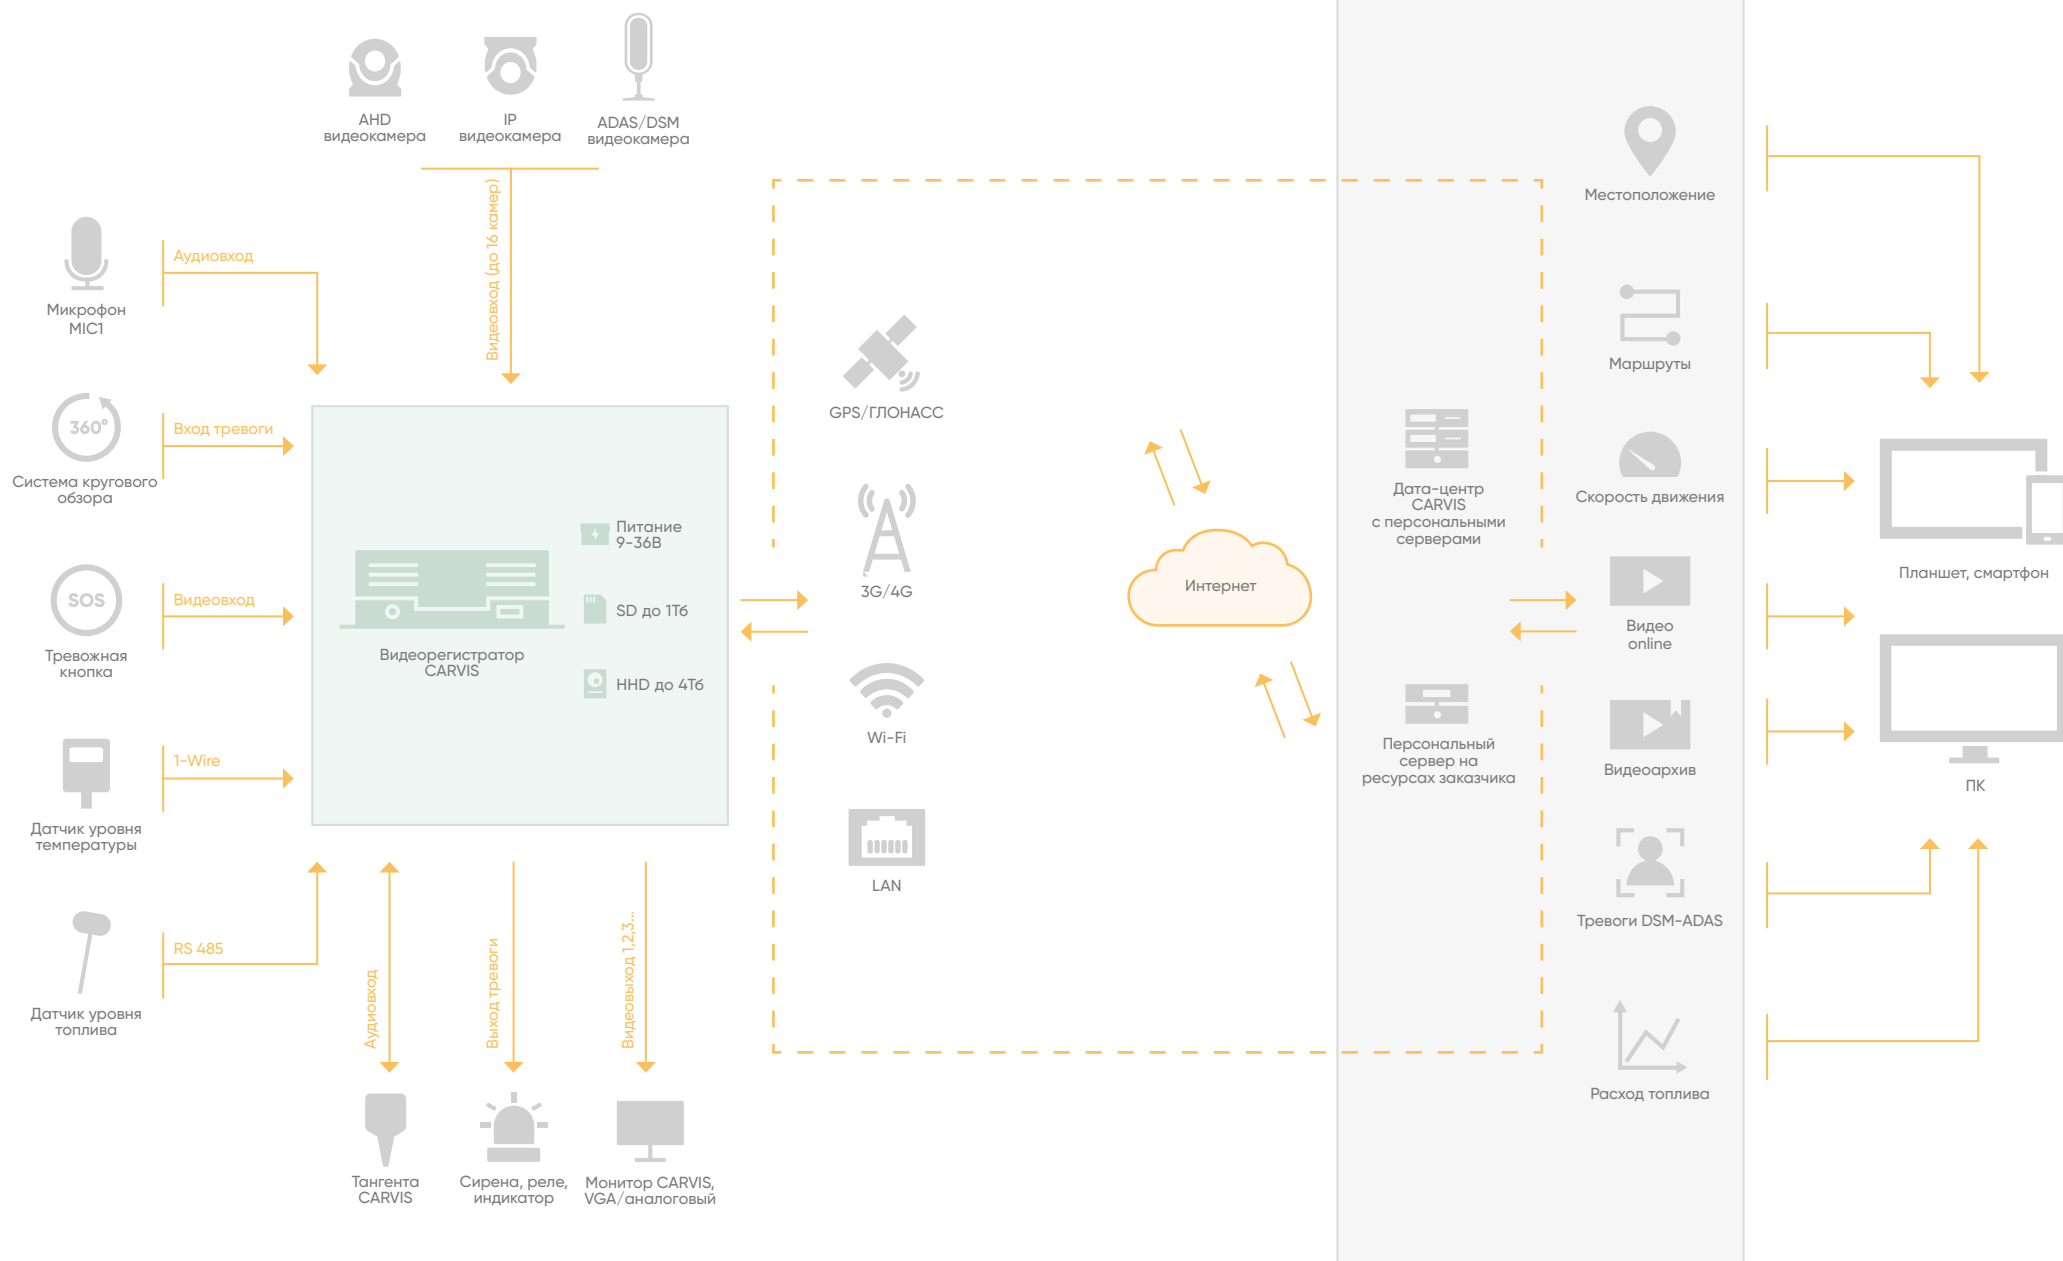 AHD
видеокамера
IP
видеокамера
ADAS/DSM
видеокамера
Видеовход (до 16 камер)
Аудиовход
Микрофон
MIC1
360°
Вход тревоги
Система кругового
обзора
SOS
Видеовход
Тревожная
кнопка
1-Wire
Датчик уровня
температуры
RS 485
Датчик уровня
топлива
Видеорегистратор
CARVIS
Питание
9-36В
SD до 1Тб
HHD до 4Тб
Аудиовход
Выход тревоги
Видеовыход 1,2,3...
Тангента
CARVIS
Сирена, реле,
индикатор
Монитор CARVIS,
VGA/аналоговый
GPS/ГЛОНАСС
3G/4G
Wi-Fi
LAN
Интернет
Дата-центр
CARVIS
с персональными
серверами
Персональный
сервер на
ресурсах заказчика
Местоположение
Маршруты
Скорость движения
Видео
online
Видеоархив
Тревоги DSM-ADAS
Расход топлива
Планшет, смартфон
ПК